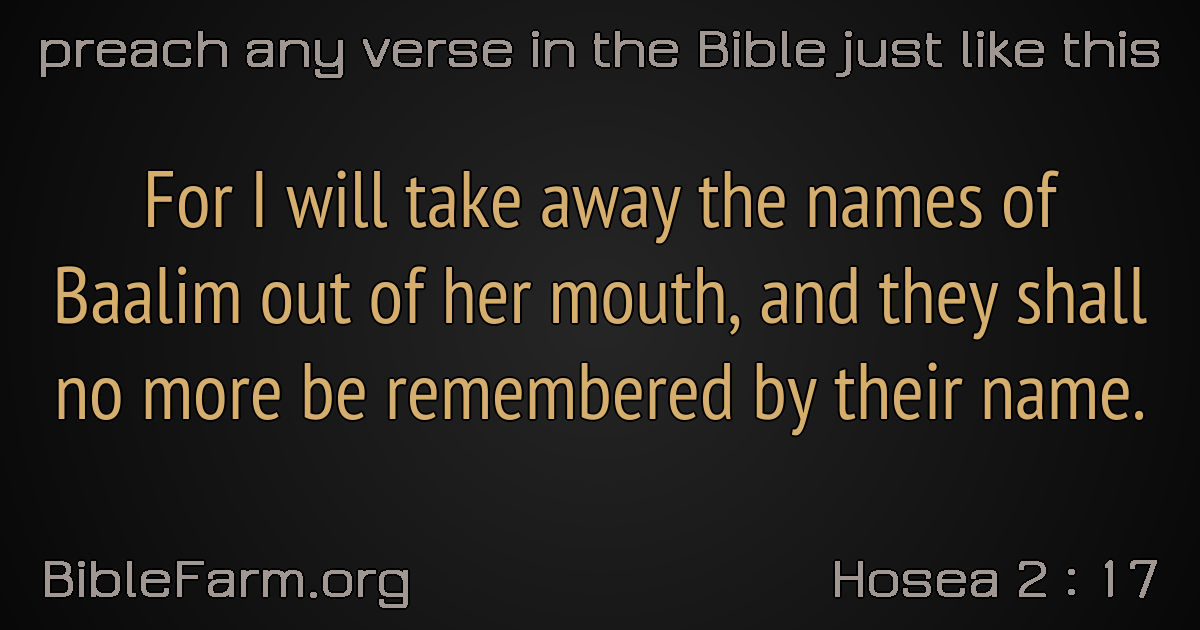 preach any verse in the Bible just like this
For I will take away the names of
Baalim out of her mouth, and they shall
no more be remembered by their name.
BibleFarm.org
Hosea 2 : 17